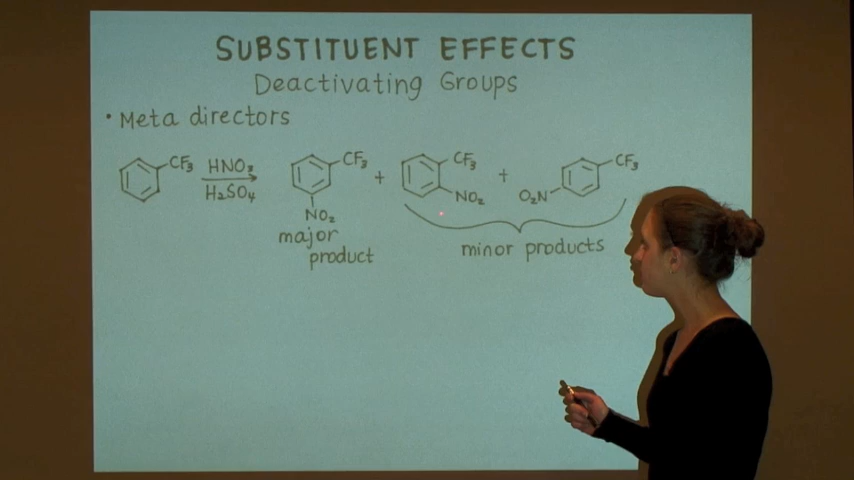 SUBSTITUENT EFFECTS
Deactivating Groups
• Meta directors
CF₃ HNO₃ H₂SO₄ CF₃ NO₂ + CF₃ NO₂ + O₂N CF₃
major product
minor products